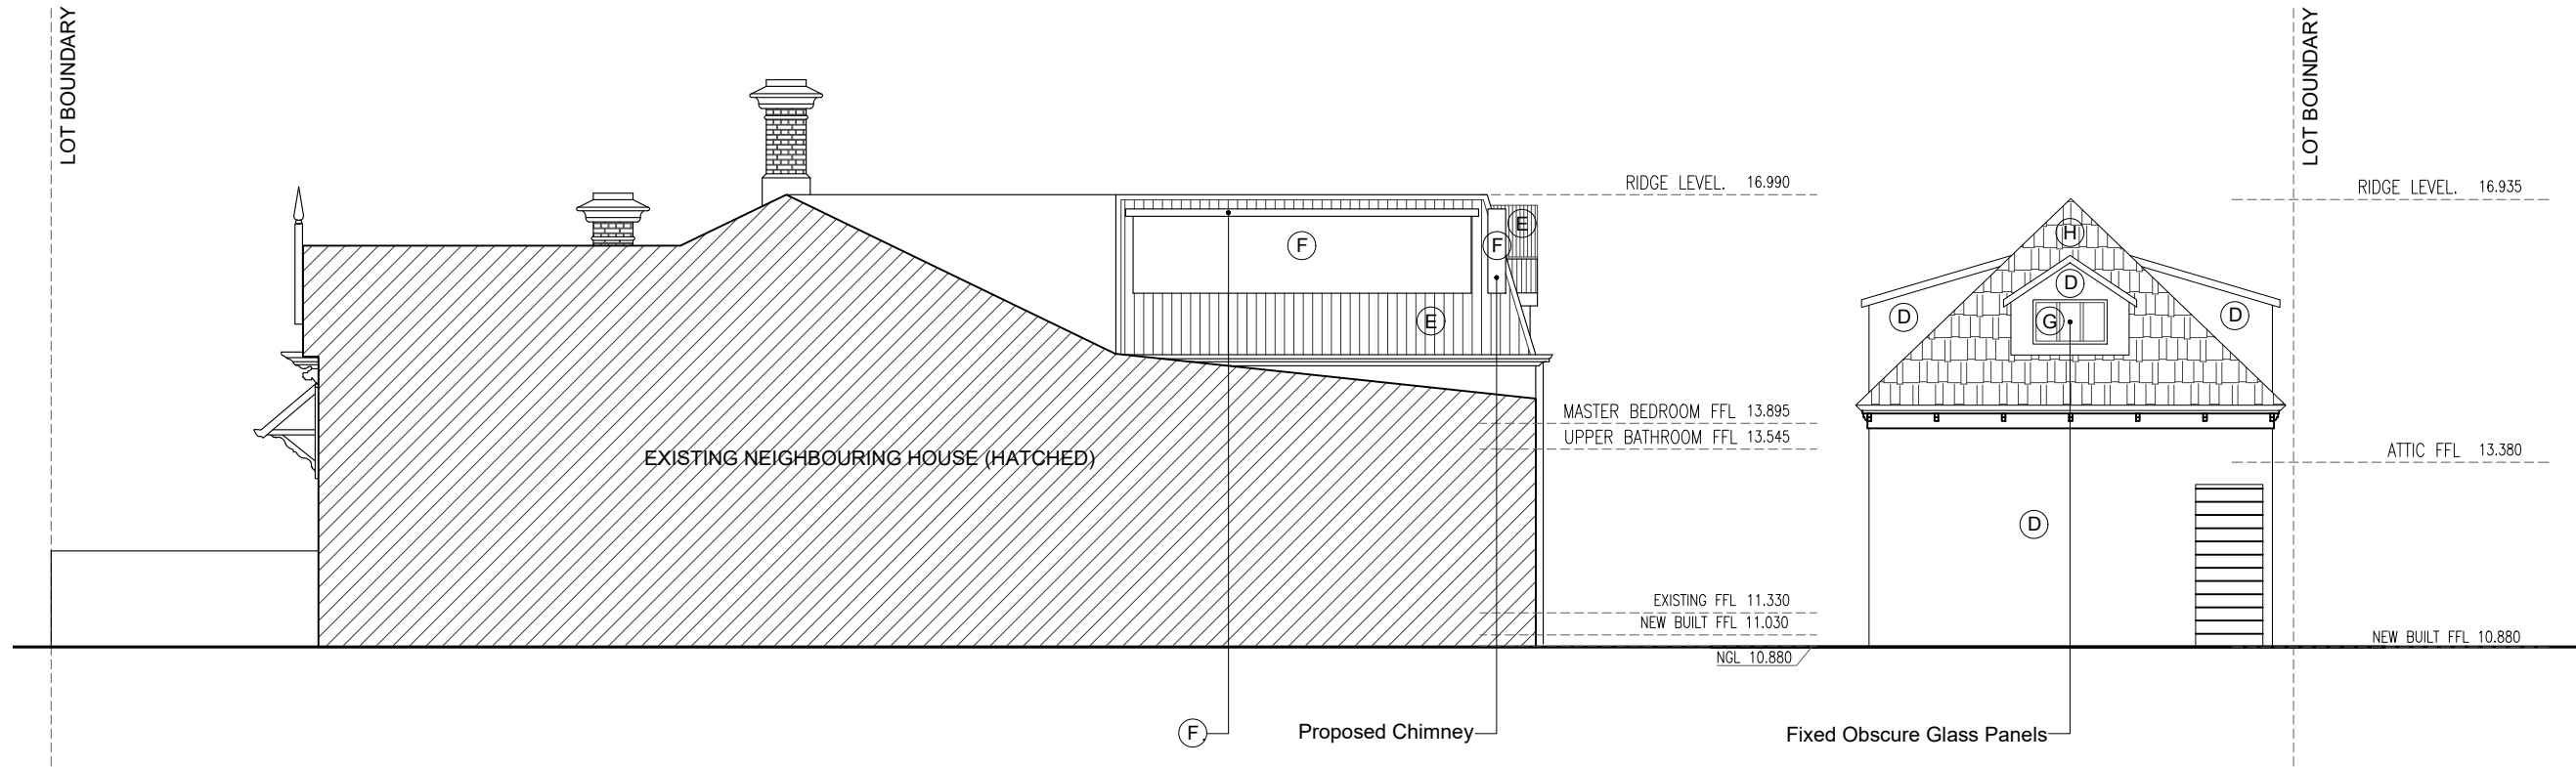 LOT BOUNDARY
LOT BOUNDARY
RIDGE LEVEL. 16.990
RIDGE LEVEL. 16.935
E
H
F
F
D
D
G
D
D
E
MASTER BEDROOM FFL 13.895
UPPER BATHROOM FFL 13.545
ATTIC FFL 13.380
EXISTING NEIGHBOURING HOUSE (HATCHED)
D
EXISTING FFL 11.330
NEW BUILT FFL 11.030
NEW BUILT FFL 10.880
NGL 10.880
F
Proposed Chimney
Fixed Obscure Glass Panels